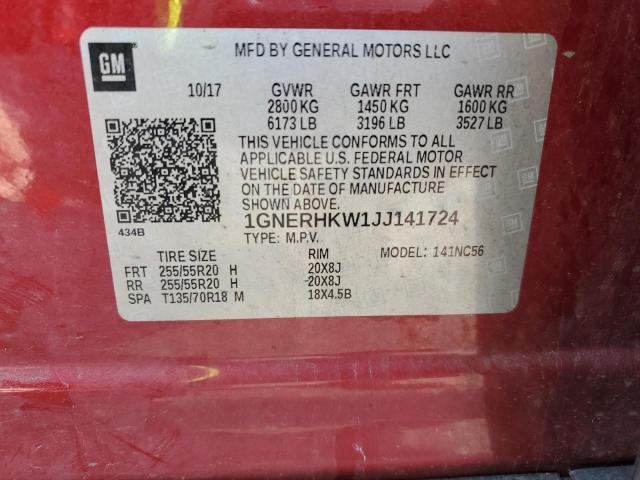 GM
MFD BY GENERAL MOTORS LLC
10/17 GVWR GAWR FRT GAWR RR
2800 KG 1450 KG 1600 KG
6173 LB 3196 LB 3527 LB
THIS VEHICLE CONFORMS TO ALL
APPLICABLE U.S. FEDERAL MOTOR
VEHICLE SAFETY STANDARDS IN EFFECT
ON THE DATE OF MANUFACTURE
SHOWN ABOVE.
1GNERHKW1JJ141724
434B TYPE: M.P.V. MODEL: 141NC56
TIRE SIZE RIM
FRT 255/55R20 H 20X8J
RR 255/55R20 H 20X8J
SPA T135/70R18 M 18X4.5B